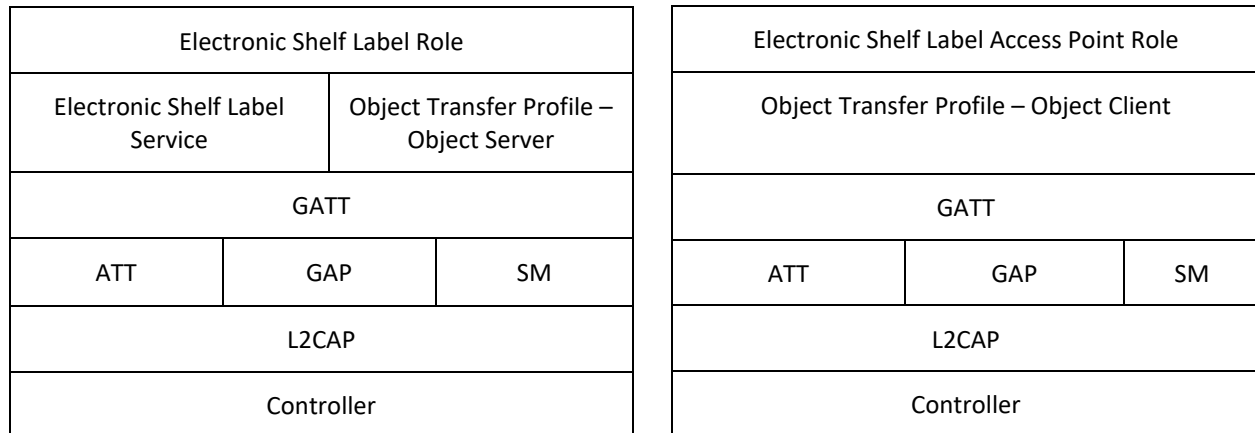 Electronic Shelf Label Role
Electronic Shelf Label
Service
Object Transfer Profile –
Object Server
GATT
ATT
GAP
SM
L2CAP
Controller
Electronic Shelf Label Access Point Role
Object Transfer Profile – Object Client
GATT
ATT
GAP
SM
L2CAP
Controller